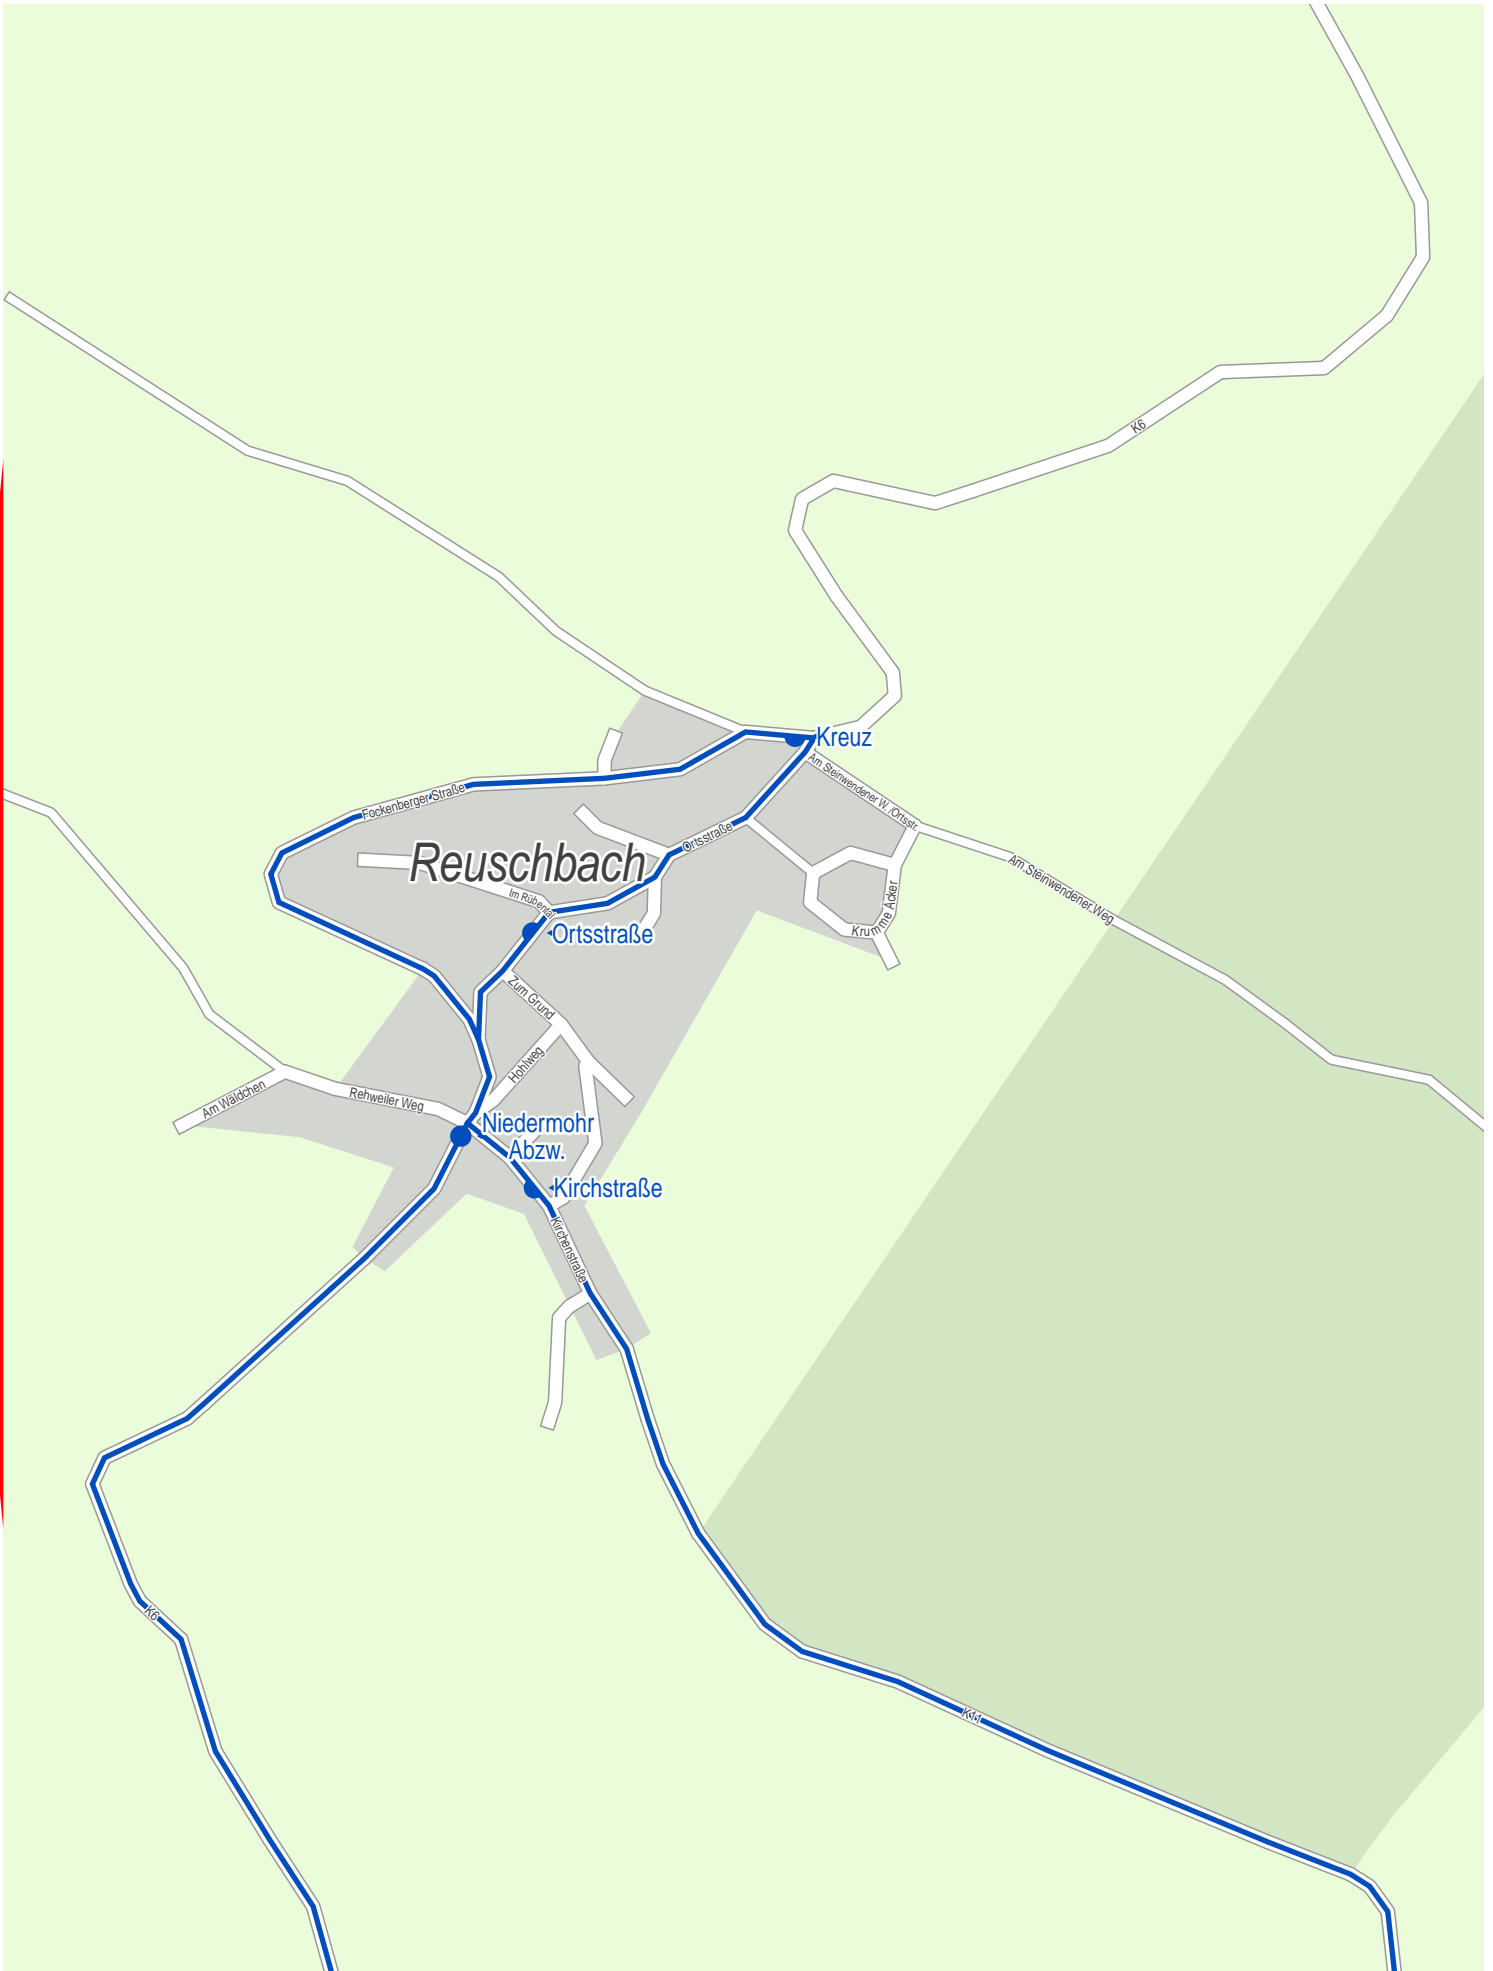 K6
Kreuz
Am Steinwendener W./Ortsstr.
Fockenberger Straße
Ortsstraße
Reuschbach
Am Steinwendener Weg
Im Rübental
Krumme Äcker
Ortsstraße
Zum Grund
Hohlweg
Am Wäldchen
Rehweiler Weg
Niedermohr
Abzw.
Kirchstraße
Kirchenstraße
K6
K11